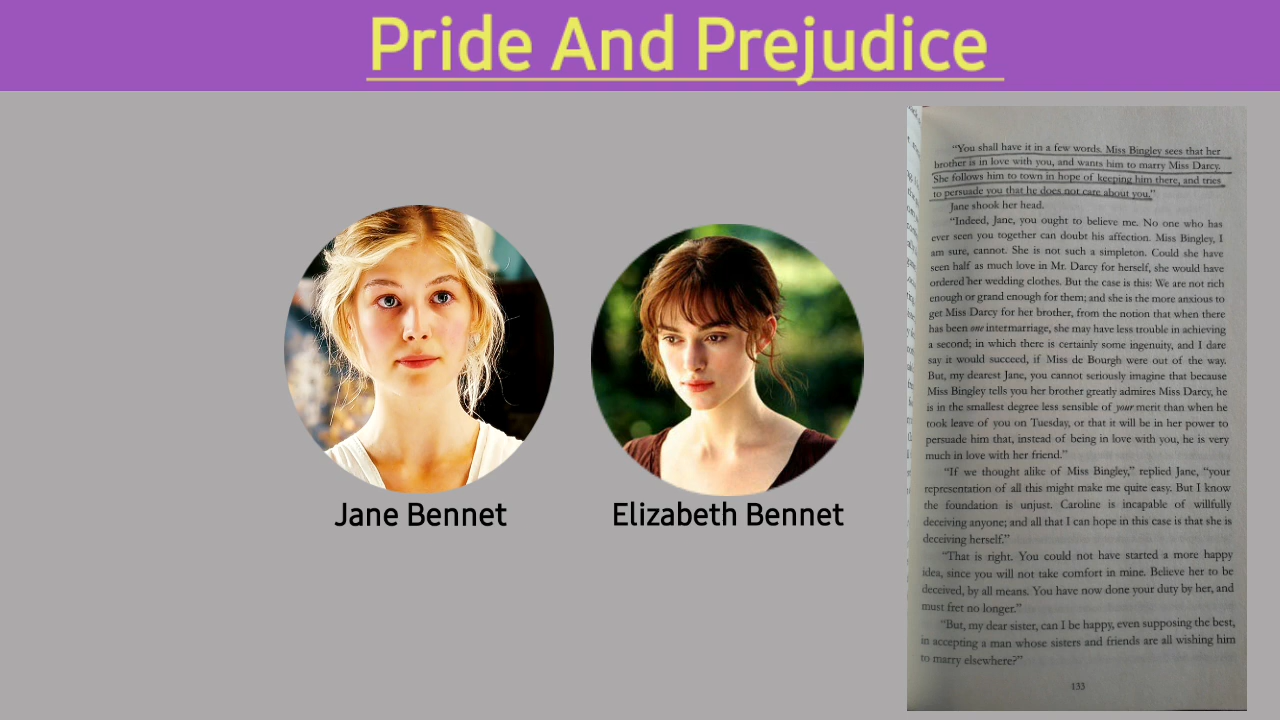 Pride And Prejudice
Jane Bennet
Elizabeth Bennet
“You shall have it in a few words. Miss Bingley sees that her
brother is in love with you, and wants him to marry Miss Darcy.
She follows him to town in hope of keeping him there, and tries
to persuade you that he does not care about you.”
Jane shook her head.
“Indeed, Jane, you ought to believe me. No one who has
ever seen you together can doubt his affection. Miss Bingley, I
am sure, cannot. She is not such a simpleton. Could she have
seen half as much love in Mr. Darcy for herself, she would have
ordered her wedding clothes. But the case is this: We are not rich
enough or grand enough for them; and she is the more anxious to
get Miss Darcy for her brother, from the notion that when there
has been one intermarriage, she may have less trouble in achieving
a second; in which there is certainly some ingenuity, and I dare
say it would succeed, if Miss de Bourgh were out of the way.
But, my dearest Jane, you cannot seriously imagine that because
Miss Bingley tells you her brother greatly admires Miss Darcy, he
is in the smallest degree less sensible of your merit than when he
took leave of you on Tuesday, or that it will be in her power to
persuade him that, instead of being in love with you, he is very
much in love with her friend.”
“If we thought alike of Miss Bingley,” replied Jane, “your
representation of all this might make me quite easy. But I know
the foundation is unjust. Caroline is incapable of willfully
deceiving anyone; and all that I can hope in this case is that she is
deceiving herself.”
“That is right. You could not have started a more happy
idea, since you will not take comfort in mine. Believe her to be
deceived, by all means. You have now done your duty by her, and
must fret no longer.”
“But, my dear sister, can I be happy, even supposing the best,
in accepting a man whose sisters and friends are all wishing him
to marry elsewhere?”
133